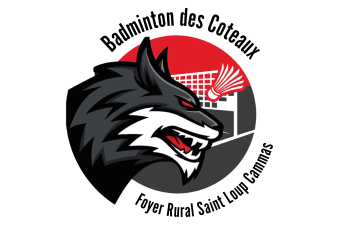 Badminton des Coteaux
Foyer Rural Saint Loup Cammas